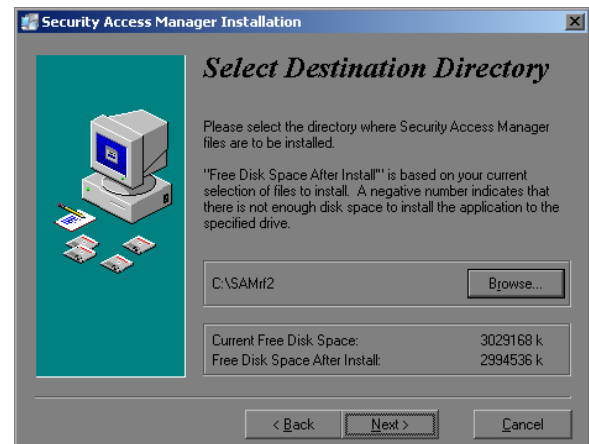 Security Access Manager Installation
Select Destination Directory
Please select the directory where Security Access Manager
files are to be installed.
"Free Disk Space After Install"' is based on your current
selection of files to install. A negative number indicates that
there is not enough disk space to install the application to the
specified drive.
C:\SAMrf2 Browse...
Current Free Disk Space: 3029168 k
Free Disk Space After Install: 2994536 k
< Back Next > Cancel